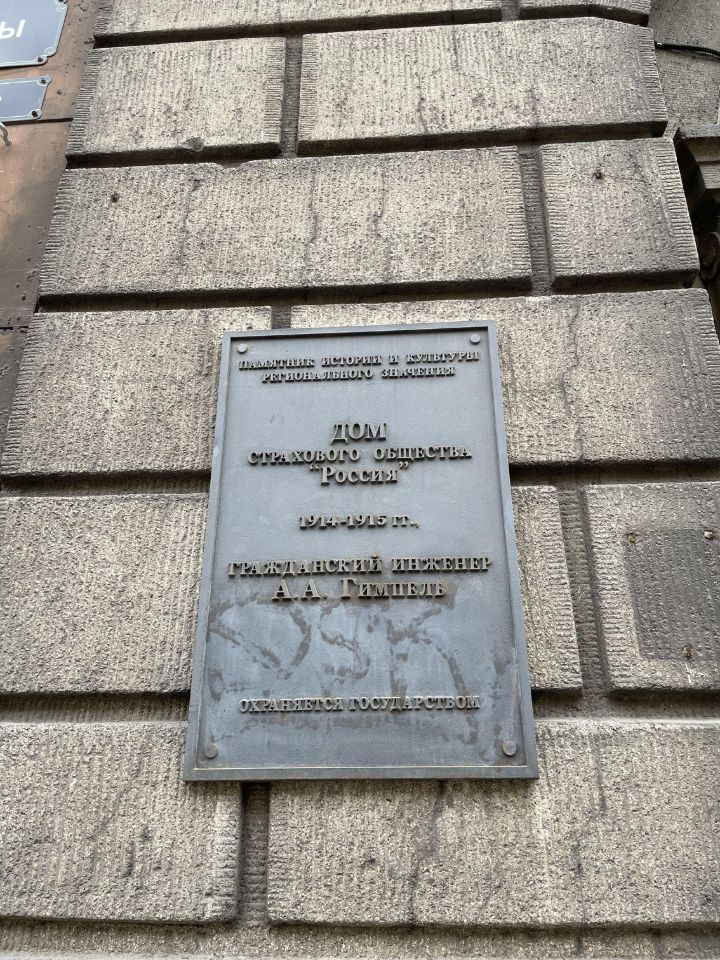 Ы
ПАМЯТНИК ИСТОРИИ И КУЛЬТУРЫ
РЕГИОНАЛЬНОГО ЗНАЧЕНИЯ
ДОМ
СТРАХОВОГО ОБЩЕСТВА
“РОССИЯ”
1914-1915 ГГ.,
ГРАЖДАНСКИЙ ИНЖЕНЕР
А.А. ГИМПЕЛЬ
ОХРАНЯЕТСЯ ГОСУДАРСТВОМ